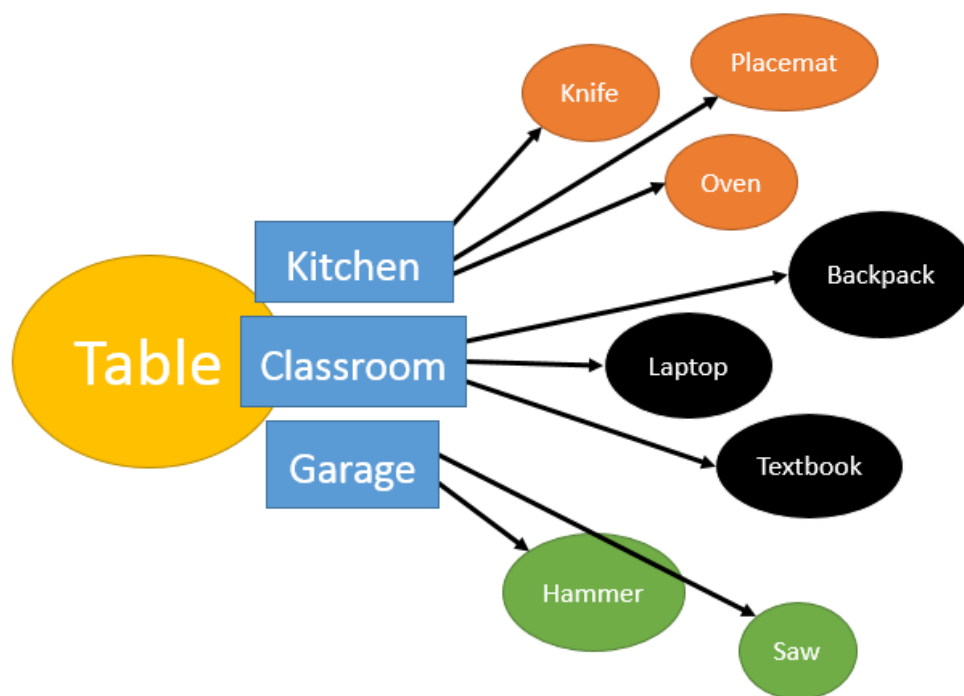 Table
Kitchen
Knife
Placemat
Oven
Classroom
Backpack
Laptop
Textbook
Garage
Hammer
Saw